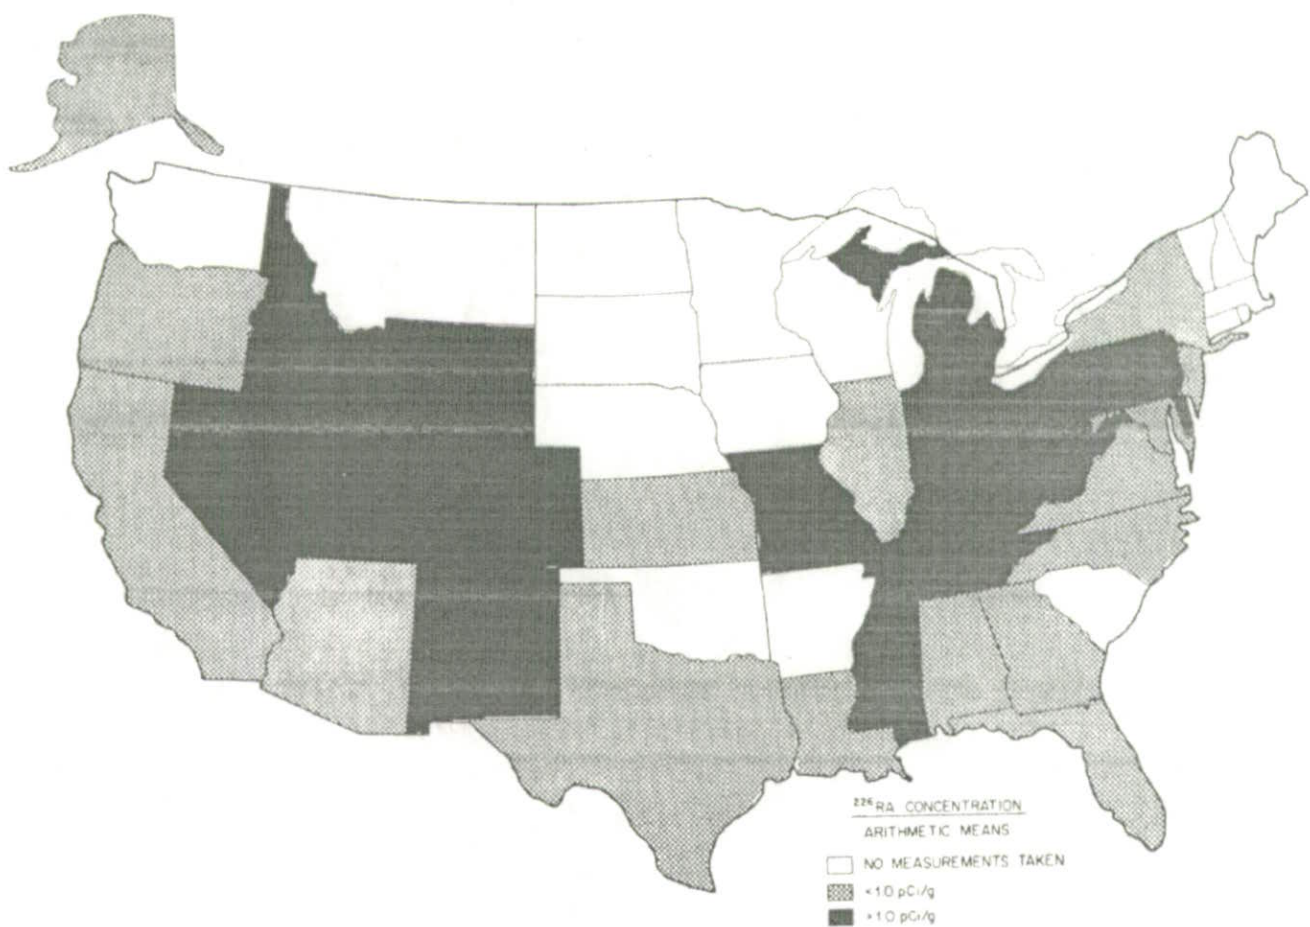 ²²⁶RA CONCENTRATION
ARITHMETIC MEANS
NO MEASUREMENTS TAKEN
<1.0 pCi/g
>1.0 pCi/g